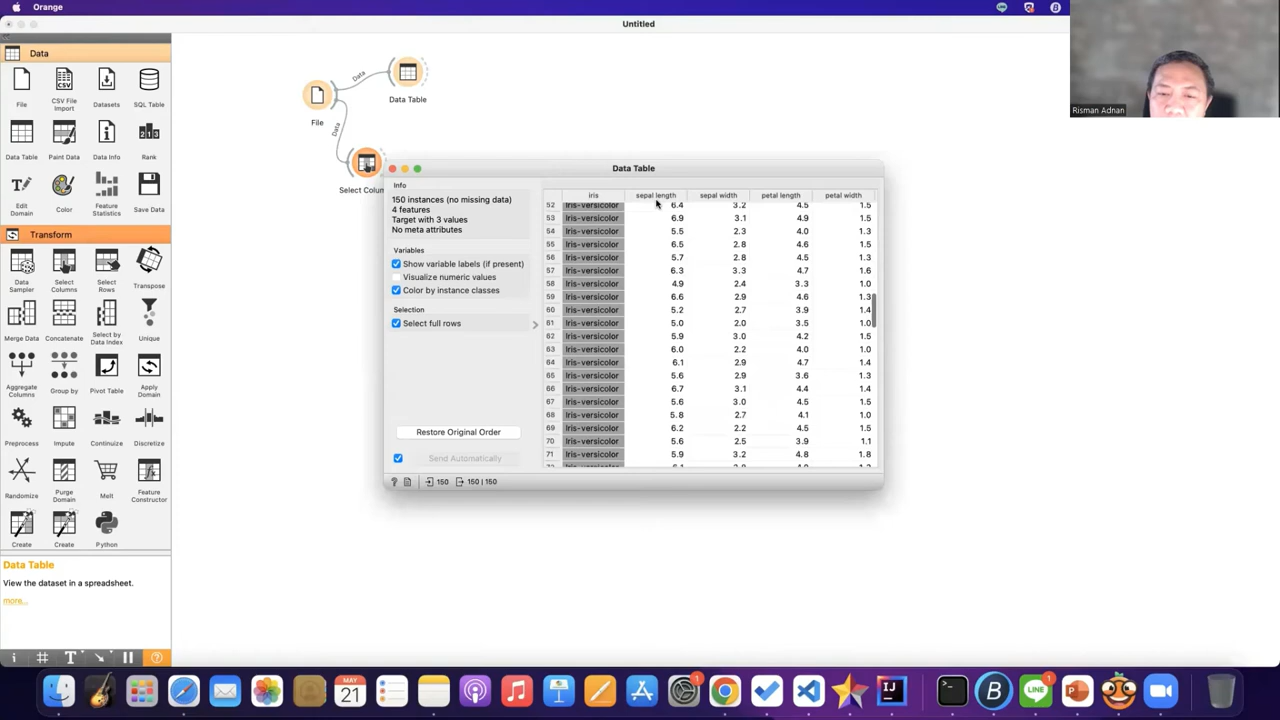 Orange
Untitled
Risman Adnan
Data
File
CSV File
Import
Datasets
SQL Table
Data Table
Paint Data
Data Info
Rank
Edit
Domain
Color
Feature
Statistics
Save Data
Transform
Data
Sampler
Select
Columns
Select
Rows
Transpose
Merge Data
Concatenate
Select by
Data Index
Unique
Aggregate
Columns
Group by
Pivot Table
Apply
Domain
Preprocess
Impute
Continuize
Discretize
Randomize
Purge
Domain
Melt
Feature
Constructor
Create
Create
Python
Data Table
View the dataset in a spreadsheet.
more...
File
Data
Data
Data Table
Select Colum
Data Table
Info
150 instances (no missing data)
4 features
Target with 3 values
No meta attributes
Variables
Show variable labels (if present)
Visualize numeric values
Color by instance classes
Selection
Select full rows
Restore Original Order
Send Automatically
150
150 | 150
iris sepal length sepal width petal length petal width
52 Iris-versicolor 6.4 3.2 4.5 1.5
53 Iris-versicolor 6.9 3.1 4.9 1.5
54 Iris-versicolor 5.5 2.3 4.0 1.3
55 Iris-versicolor 6.5 2.8 4.6 1.5
56 Iris-versicolor 5.7 2.8 4.5 1.3
57 Iris-versicolor 6.3 3.3 4.7 1.6
58 Iris-versicolor 4.9 2.4 3.3 1.0
59 Iris-versicolor 6.6 2.9 4.6 1.3
60 Iris-versicolor 5.2 2.7 3.9 1.4
61 Iris-versicolor 5.0 2.0 3.5 1.0
62 Iris-versicolor 5.9 3.0 4.2 1.5
63 Iris-versicolor 6.0 2.2 4.0 1.0
64 Iris-versicolor 6.1 2.9 4.7 1.4
65 Iris-versicolor 5.6 2.9 3.6 1.3
66 Iris-versicolor 6.7 3.1 4.4 1.4
67 Iris-versicolor 5.6 3.0 4.5 1.5
68 Iris-versicolor 5.8 2.7 4.1 1.0
69 Iris-versicolor 6.2 2.2 4.5 1.5
70 Iris-versicolor 5.6 2.5 3.9 1.1
71 Iris-versicolor 5.9 3.2 4.8 1.8
MAY
21